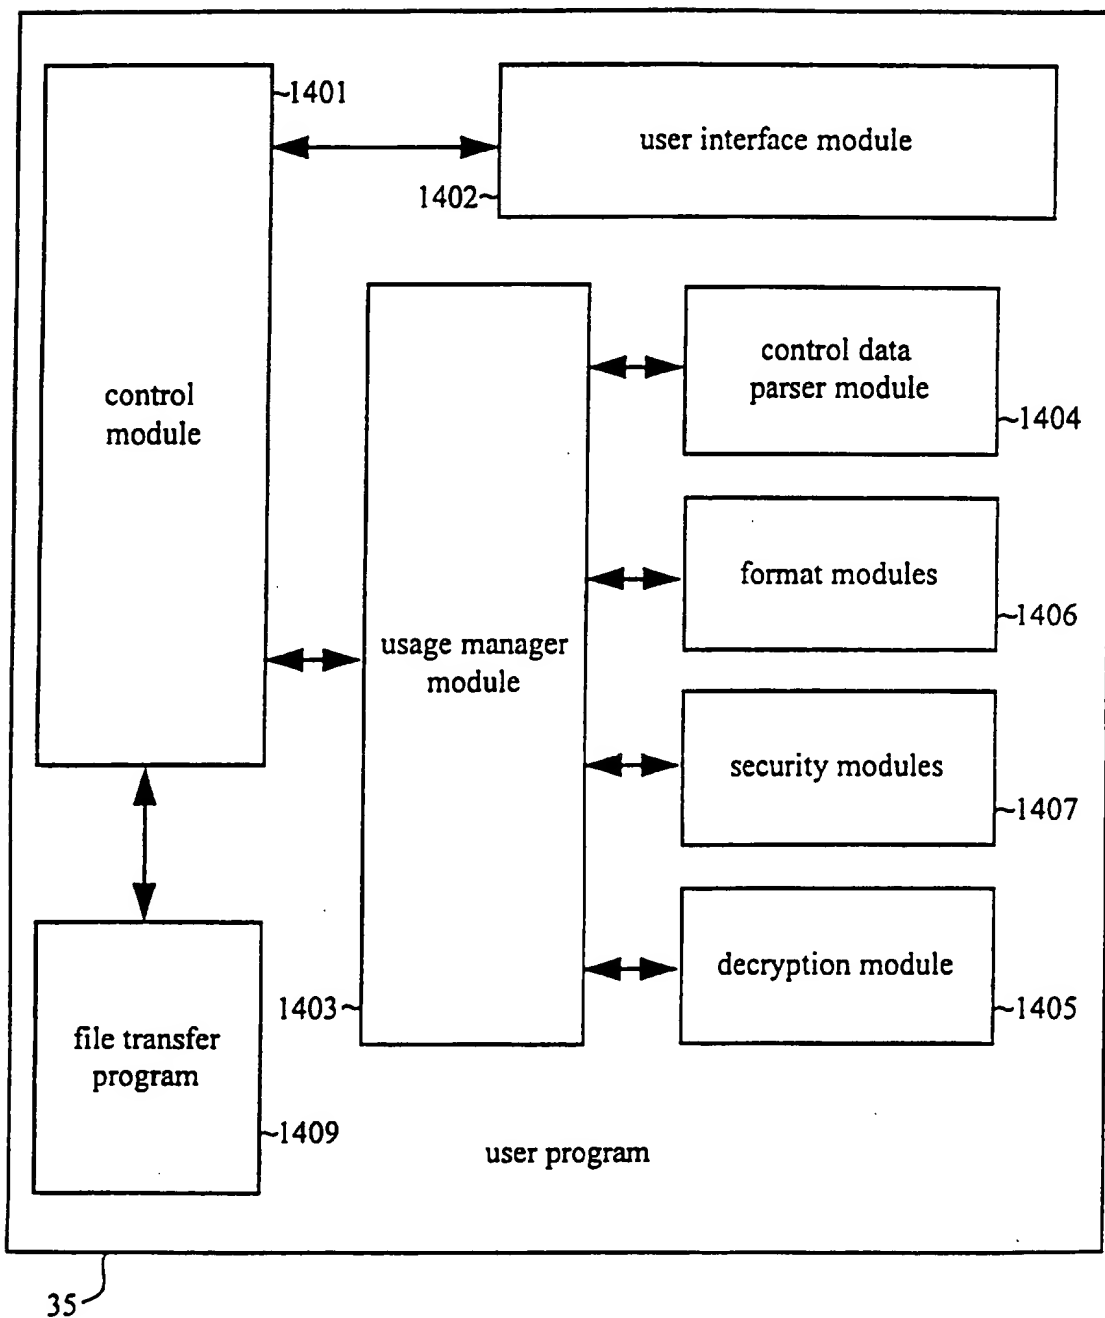 1401
user interface module
1402
control data
parser module
1404
control
module
format modules
1406
usage manager
module
security modules
1407
decryption module
1403
1405
file transfer
program
1409
user program
35